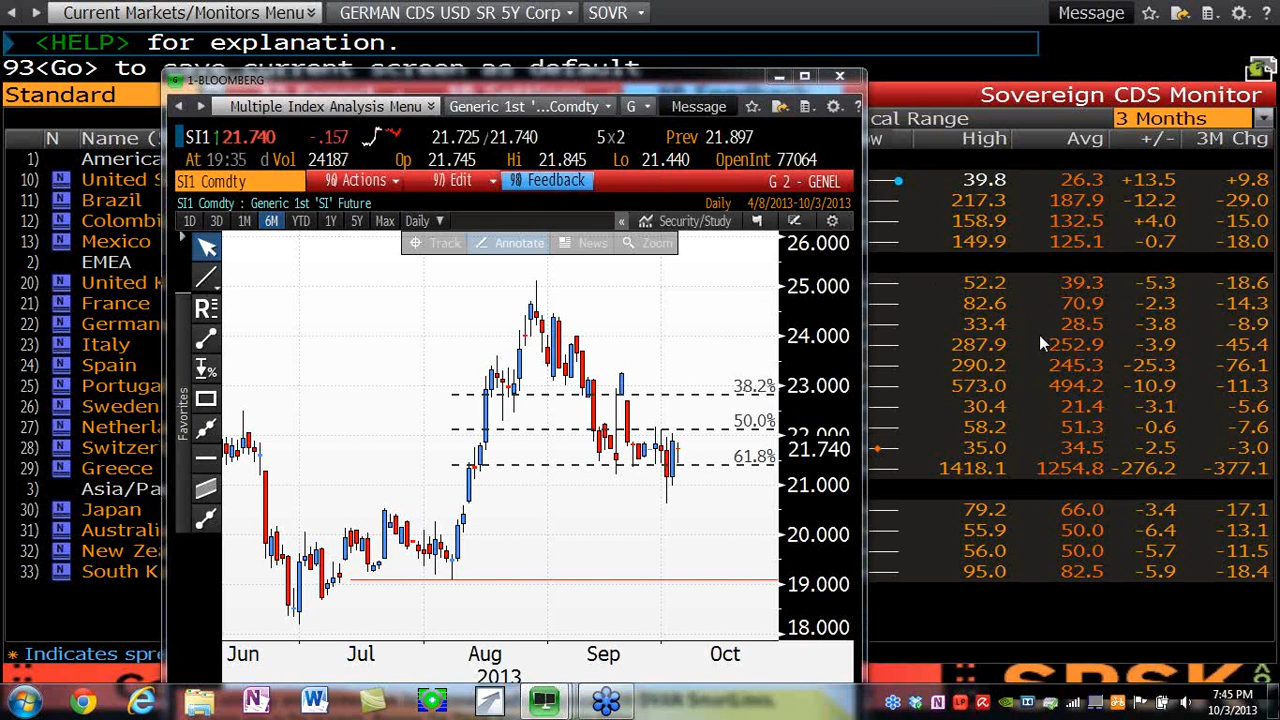 Current Markets/Monitors Menu GERMAN CDS USD SR 5Y Corp SOVR Message
<HELP> for explanation.
93<Go> to save current screen as default
Standard Sovereign CDS Monitor
3 Months
N Name High Avg +/- 3M Chg
1) America
10) N United S 39.8 26.3 +13.5 +9.8
11) N Brazil 217.3 187.9 -12.2 -29.0
12) N Colombi 158.9 132.5 +4.0 -15.0
13) N Mexico 149.9 125.1 -0.7 -18.0
2) EMEA
20) N United K 52.2 39.3 -5.3 -18.6
21) N France 82.6 70.9 -2.3 -14.3
22) N German 33.4 28.5 -3.8 -8.9
23) N Italy 287.9 252.9 -3.9 -45.4
24) N Spain 290.2 245.3 -25.3 -76.1
25) N Portuga 573.0 494.2 -10.9 -11.3
26) N Sweden 30.4 21.4 -3.1 -5.6
27) N Netherl 58.2 51.3 -0.6 -7.6
28) N Switzer 35.0 34.5 -2.5 -3.0
29) N Greece 1418.1 1254.8 -276.2 -377.1
3) Asia/Pa
30) N Japan 79.2 66.0 -3.4 -17.1
31) N Australi 55.9 50.0 -6.4 -13.1
32) N New Zea 56.0 50.0 -5.7 -11.5
33) N South K 95.0 82.5 -5.9 -18.4
* Indicates spre
1-BLOOMBERG
Multiple Index Analysis Menu Generic 1st '...Comdty G Message
SI1 21.740 -.157 21.725/21.740 5x2 Prev 21.897
At 19:35 d Vol 24187 Op 21.745 Hi 21.845 Lo 21.440 OpenInt 77064
SI1 Comdty 96) Actions 97) Edit 98) Feedback G 2 - GENEL
SI1 Comdty : Generic 1st 'SI' Future Daily 4/8/2013-10/3/2013
1D 3D 1M 6M YTD 1Y 5Y Max Daily « Security/Study
Track Annotate News Zoom
Favorites
26.000
25.000
24.000
38.2% 23.000
50.0% 22.000
21.740
61.8%
21.000
20.000
19.000
18.000
Jun Jul Aug Sep Oct
2013
7:45 PM
10/3/2013